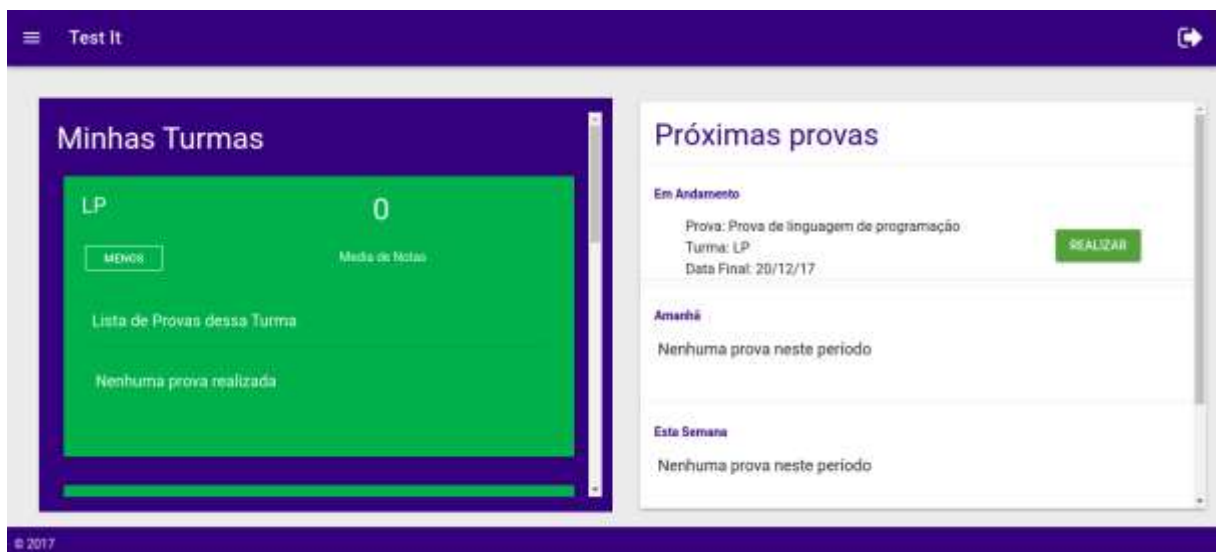 Test It
Minhas Turmas
LP
0
MENOS
Media de Notas
Lista de Provas dessa Turma
Nenhuma prova realizada
Próximas provas
Em Andamento
Prova: Prova de linguagem de programação
Turma: LP
Data Final: 20/12/17
REALIZAR
Amanhã
Nenhuma prova neste periodo
Esta Semana
Nenhuma prova neste periodo
© 2017